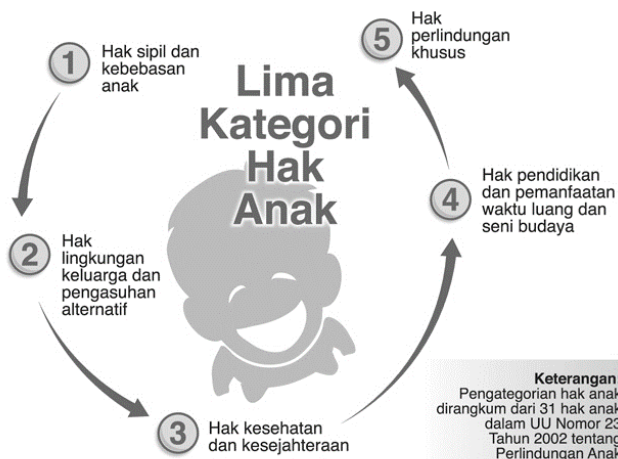 Lima
Kategori
Hak
Anak
1
Hak sipil dan
kebebasan
anak
2
Hak
lingkungan
keluarga dan
pengasuhan
alternatif
3
Hak kesehatan
dan kesejahteraan
4
Hak pendidikan
dan pemanfaatan
waktu luang dan
seni budaya
5
Hak
perlindungan
khusus
Keterangan
Pengategorian hak anak
dirangkum dari 31 hak anak
dalam UU Nomor 23
Tahun 2002 tentang
Perlindungan Anak